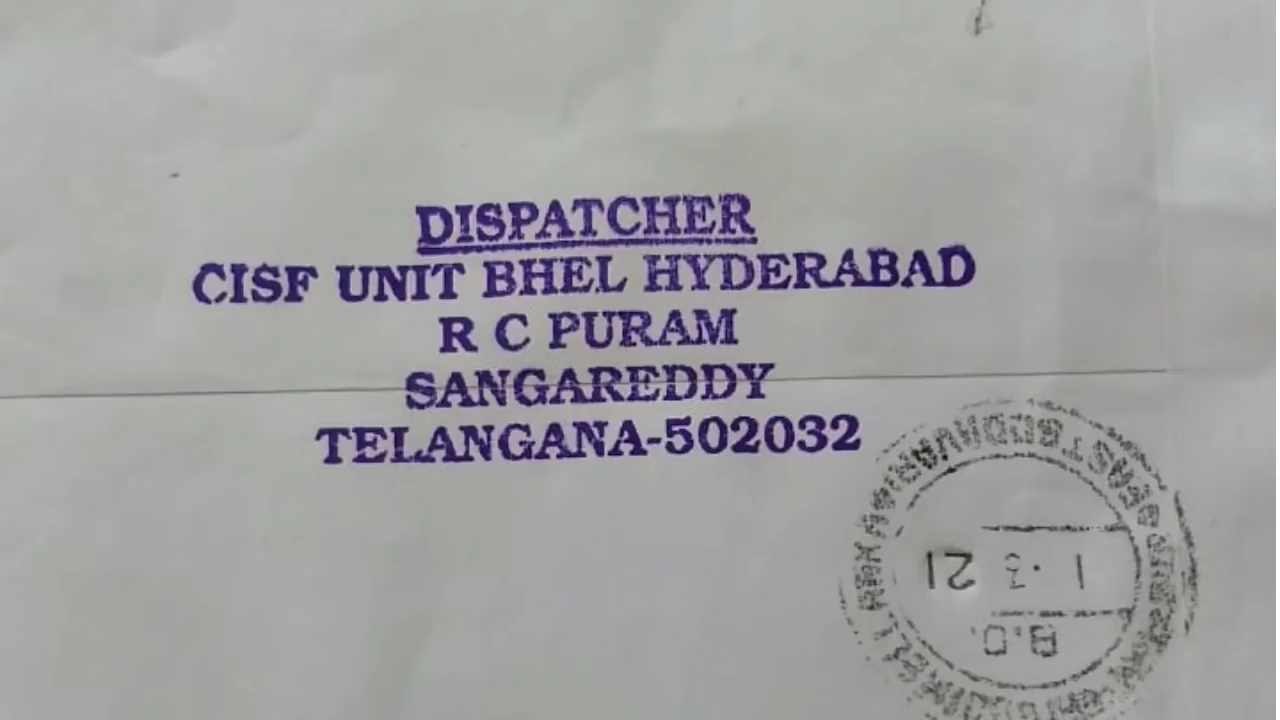 DISPATCHER
CISF UNIT BHEL HYDERABAD
R C PURAM
SANGAREDDY
TELANGANA-502032
B.O.
1.3 21